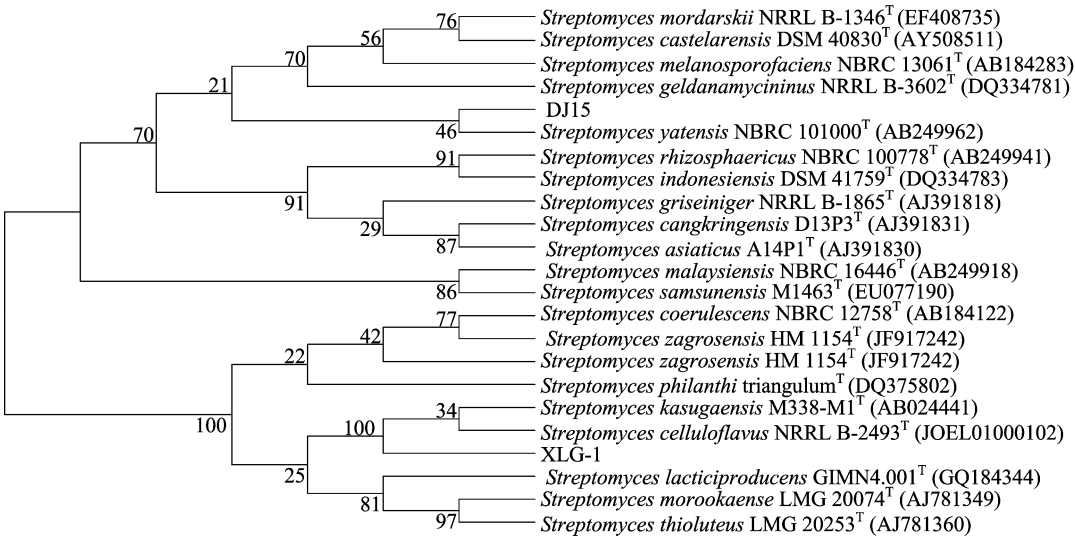 76 Streptomyces mordarskii NRRL B-1346ᵀ (EF408735)
56 Streptomyces castelarensis DSM 40830ᵀ (AY508511)
70 Streptomyces melanosporofaciens NBRC 13061ᵀ (AB184283)
21 Streptomyces geldanamycininus NRRL B-3602ᵀ (DQ334781)
DJ15
70 46 Streptomyces yatensis NBRC 101000ᵀ (AB249962)
91 Streptomyces rhizosphaericus NBRC 100778ᵀ (AB249941)
Streptomyces indonesiensis DSM 41759ᵀ (DQ334783)
91 Streptomyces griseiniger NRRL B-1865ᵀ (AJ391818)
29 Streptomyces cangkringensis D13P3ᵀ (AJ391831)
87 Streptomyces asiaticus A14P1ᵀ (AJ391830)
Streptomyces malaysiensis NBRC 16446ᵀ (AB249918)
86 Streptomyces samsunensis M1463ᵀ (EU077190)
77 Streptomyces coerulescens NBRC 12758ᵀ (AB184122)
42 Streptomyces zagrosensis HM 1154ᵀ (JF917242)
22 Streptomyces zagrosensis HM 1154ᵀ (JF917242)
Streptomyces philanthi triangulumᵀ (DQ375802)
34 Streptomyces kasugaensis M338-M1ᵀ (AB024441)
100 100 Streptomyces celluloflavus NRRL B-2493ᵀ (JOEL01000102)
XLG-1
25 Streptomyces lacticiproducens GIMN4.001ᵀ (GQ184344)
81 Streptomyces morookaense LMG 20074ᵀ (AJ781349)
97 Streptomyces thioluteus LMG 20253ᵀ (AJ781360)